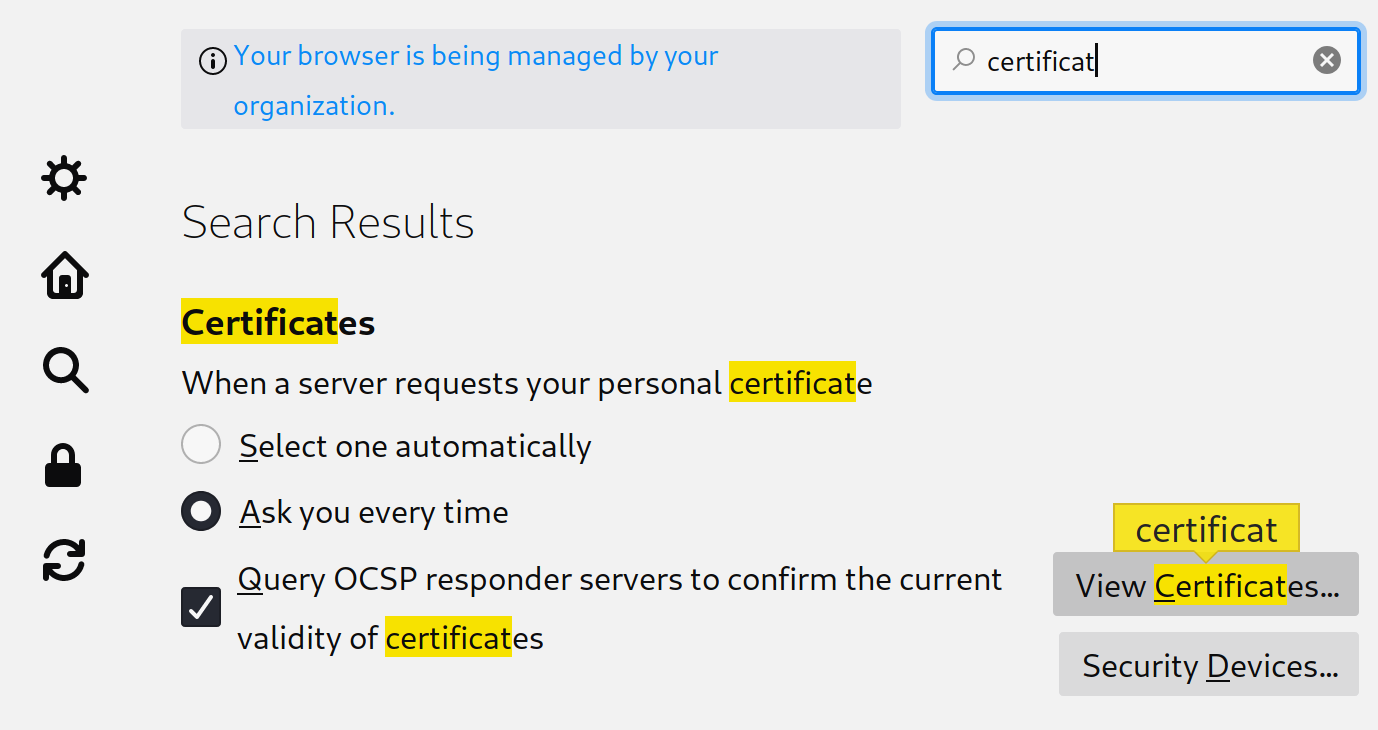 Your browser is being managed by your
organization.
certificat
Search Results
Certificates
When a server requests your personal certificate
Select one automatically
Ask you every time
Query OCSP responder servers to confirm the current
validity of certificates
certificat
View Certificates...
Security Devices...